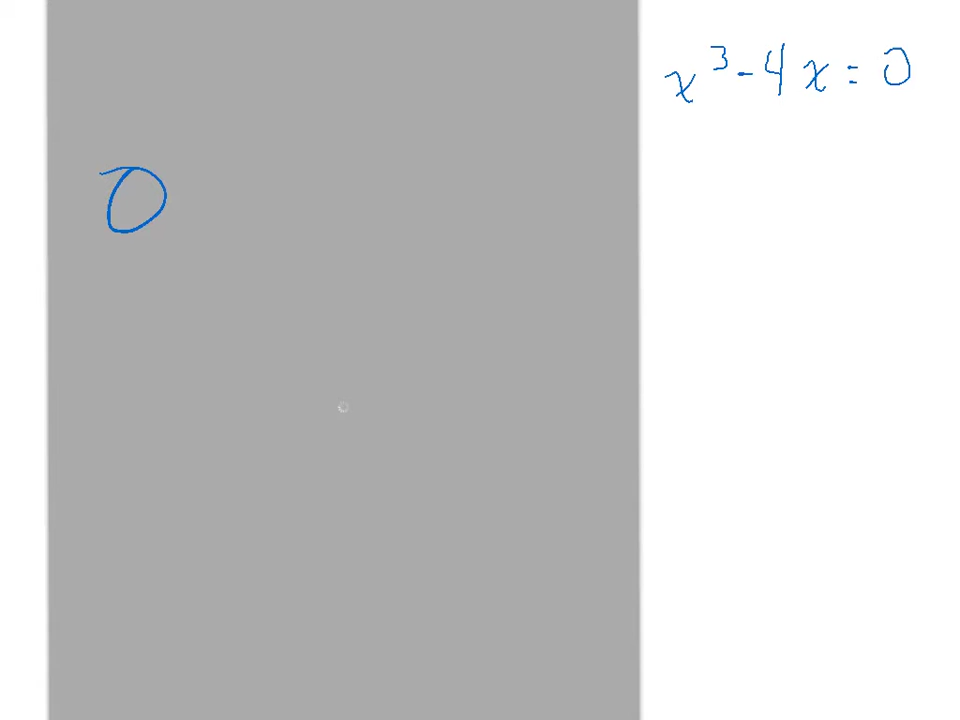 x³ - 4x = 0
0